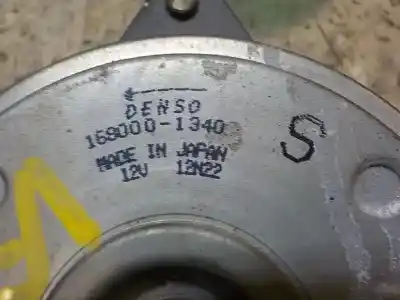 DENSO
168000-1340
MADE IN JAPAN
12V 12N22
S